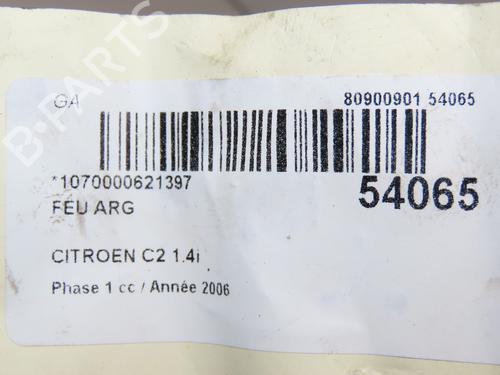 GA
80900901 54065
*1070000621397
54065
FEU ARG
CITROEN C2 1.4i
Phase 1 cc / Année 2006
B-PARTS